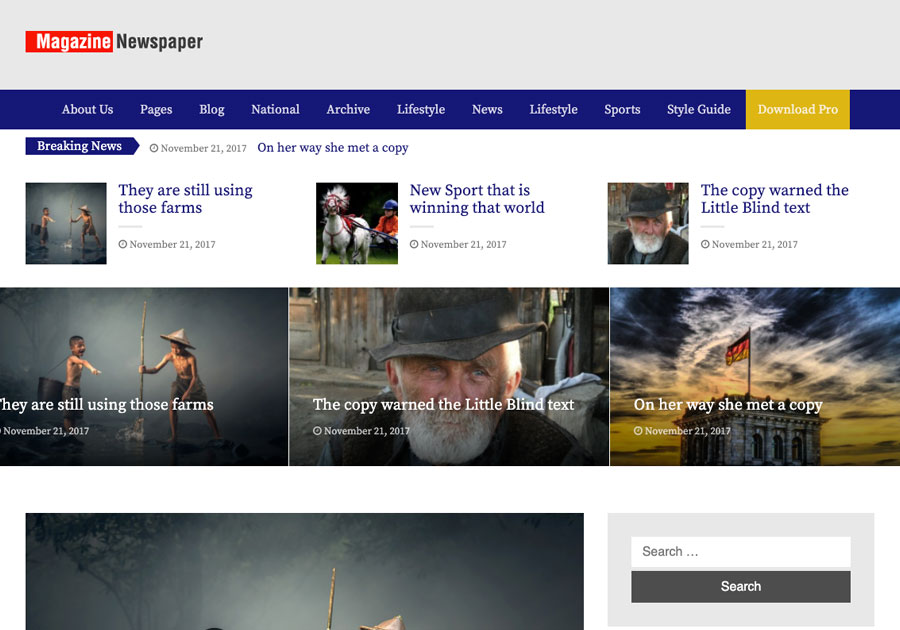 Magazine Newspaper
About Us Pages Blog National Archive Lifestyle News Lifestyle Sports Style Guide Download Pro
Breaking News November 21, 2017 On her way she met a copy
They are still using
those farms
November 21, 2017
New Sport that is
winning that world
November 21, 2017
The copy warned the
Little Blind text
November 21, 2017
They are still using those farms
November 21, 2017
The copy warned the Little Blind text
November 21, 2017
On her way she met a copy
November 21, 2017
Search …
Search